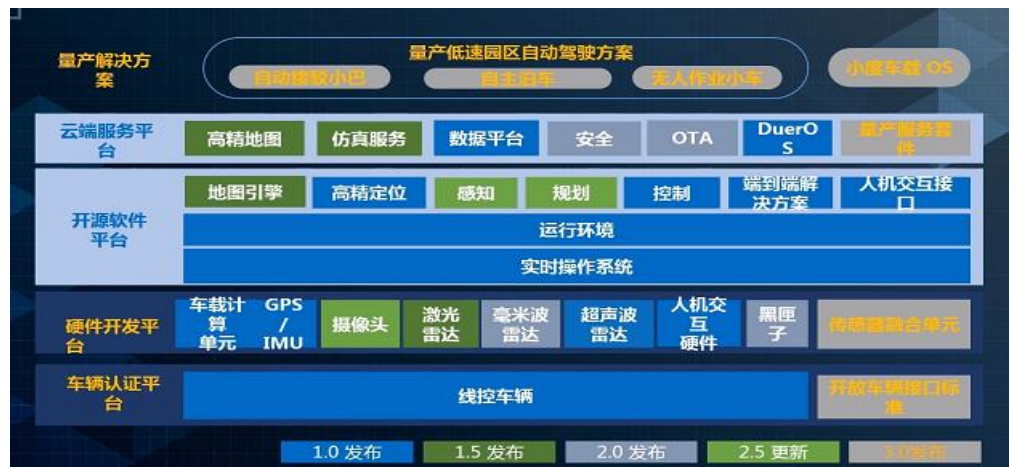 量产解决方
案
量产低速园区自动驾驶方案
自动接驳小巴 自主泊车 无人作业小车
小度车载 OS
云端服务平
台
高精地图 仿真服务 数据平台 安全 OTA
DuerO
S
量产服务套
件
开源软件
平台
地图引擎 高精定位 感知 规划 控制
端到端解
决方案
人机交互接
口
运行环境
实时操作系统
硬件开发平
台
车载计
算
单元
GPS
/
IMU
摄像头
激光
雷达
毫米波
雷达
超声波
雷达
人机交
互
硬件
黑匣
子
传感器融合单元
车辆认证平
台
线控车辆
开放车辆接口标
准
1.0 发布 1.5 发布 2.0 发布 2.5 更新 3.0发布